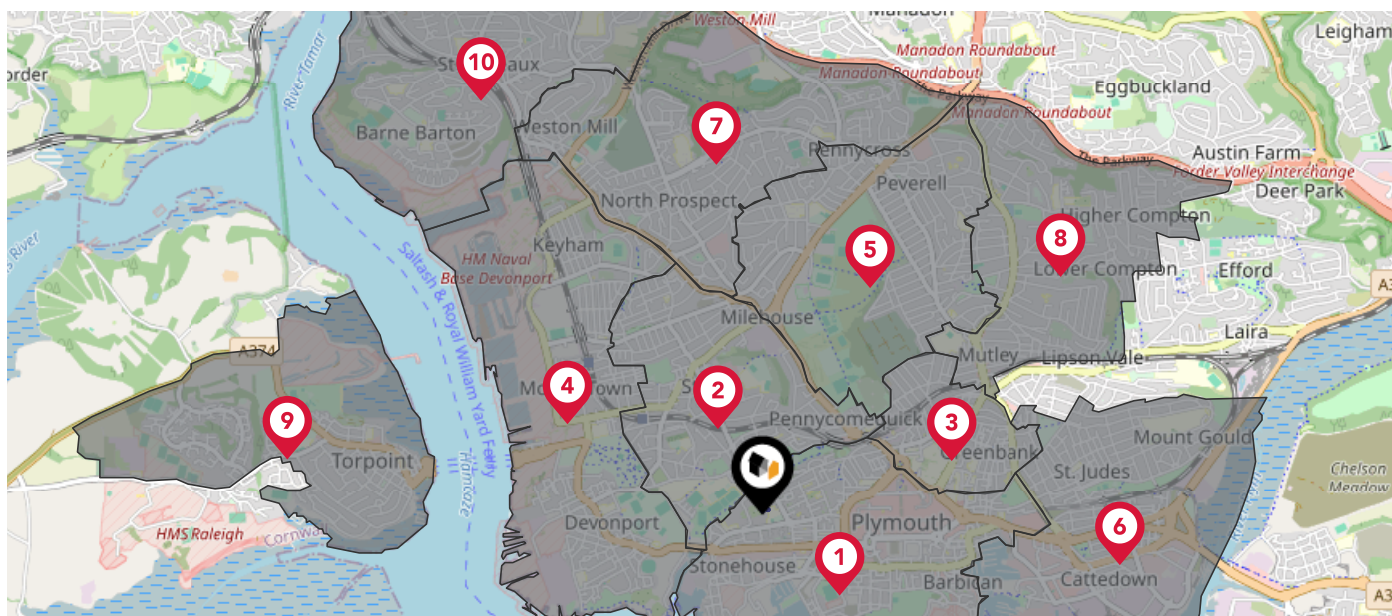 Weston Mill
Manadon
Leigham
Manadon Roundabout
Manadon Roundabout
The Parkway
Eggbuckland
Manadon Roundabout
River Tamar
10
Barne Barton
Weston Mill
7
Pennycross
The Parkway
Austin Farm
Forder Valley Interchange
Deer Park
Peverell
North Prospect
Higher Compton
Keyham
HM Naval
Base Devonport
5
8
Lower Compton
Efford
Saltash & Royal William Yard Ferry
Milehouse
Laira
A374
Mutley
Lipson Vale
4
2
Pennycomequick
3
Greenbank
9
Torpoint
Mount Gould
St. Judes
Hamoaze
Chelson
Meadow
HMS Raleigh
Devonport
Plymouth
6
1
Stonehouse
Barbican
Cattedown